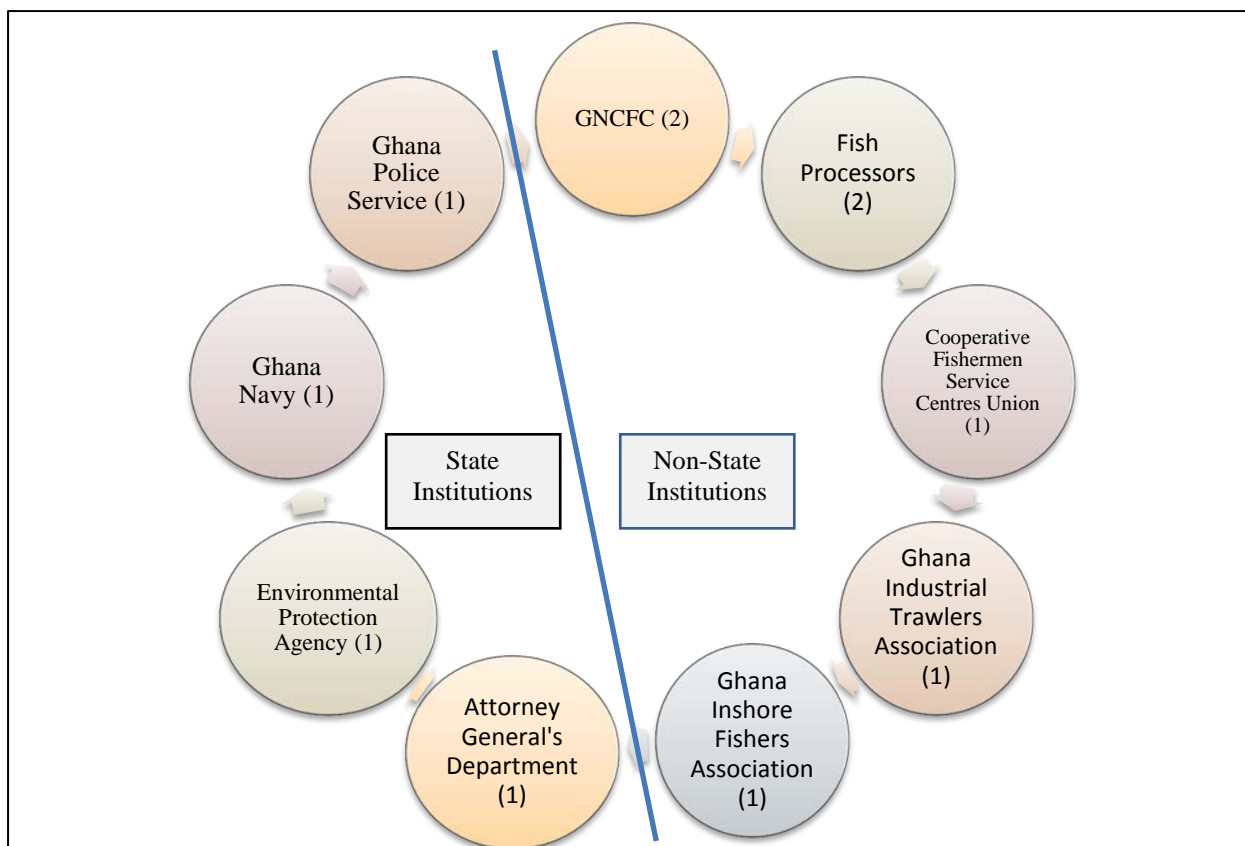 GNCFC (2)
Fish
Processors
(2)
Cooperative
Fishermen
Service
Centres Union
(1)
Ghana
Industrial
Trawlers
Association
(1)
Ghana
Inshore
Fishers
Association
(1)
Attorney
General's
Department
(1)
Environmental
Protection
Agency (1)
Ghana
Navy (1)
Ghana
Police
Service (1)
State
Institutions
Non-State
Institutions